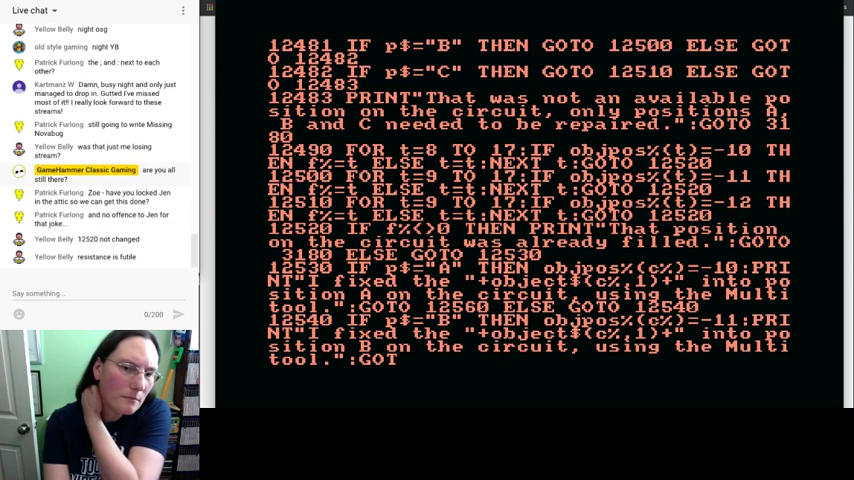 Live chat
Yellow Belly night osg
old style gaming night YB
Patrick Furlong the ; and : next to each
other?
Kartmanz W Damn, busy night and only just
managed to drop in. Gutted I've missed
most of it!! I really look forward to these
streams!
Patrick Furlong still going to write Missing
Novabug
Yellow Belly was that just me losing
stream?
GameHammer Classic Gaming are you all
still there?
Patrick Furlong Zoe - have you locked Jen
in the attic so we can get this done?
Patrick Furlong and no offence to Jen for
that joke...
Yellow Belly 12520 not changed
Yellow Belly resistance is futile
Say something...
0/200
12481 IF p$="B" THEN GOTO 12500 ELSE GOT
O 12482
12482 IF p$="C" THEN GOTO 12510 ELSE GOT
O 12483
12483 PRINT"That was not an available po
sition on the circuit, only positions A,
B and C needed to be repaired.":GOTO 31
80
12490 FOR t=8 TO 17:IF objpos%(t)=-10 TH
EN f%=t ELSE t=t:NEXT t:GOTO 12520
12500 FOR t=9 TO 17:IF objpos%(t)=-11 TH
EN f%=t ELSE t=t:NEXT t:GOTO 12520
12510 FOR t=9 TO 17:IF objpos%(t)=-12 TH
EN f%=t ELSE t=t:NEXT t:GOTO 12520
12520 IF f%<>0 THEN PRINT"That position
on the circuit was already filled.":GOTO
3180 ELSE GOTO 12530
12530 IF p$="A" THEN objpos%(c%)=-10:PRI
NT"I fixed the "+object$(c%,1)+" into po
sition A on the circuit, using the Multi
tool.":GOTO 12560 ELSE GOTO 12540
12540 IF p$="B" THEN objpos%(c%)=-11:PRI
NT"I fixed the "+object$(c%,1)+" into po
sition B on the circuit, using the Multi
tool.":GOT